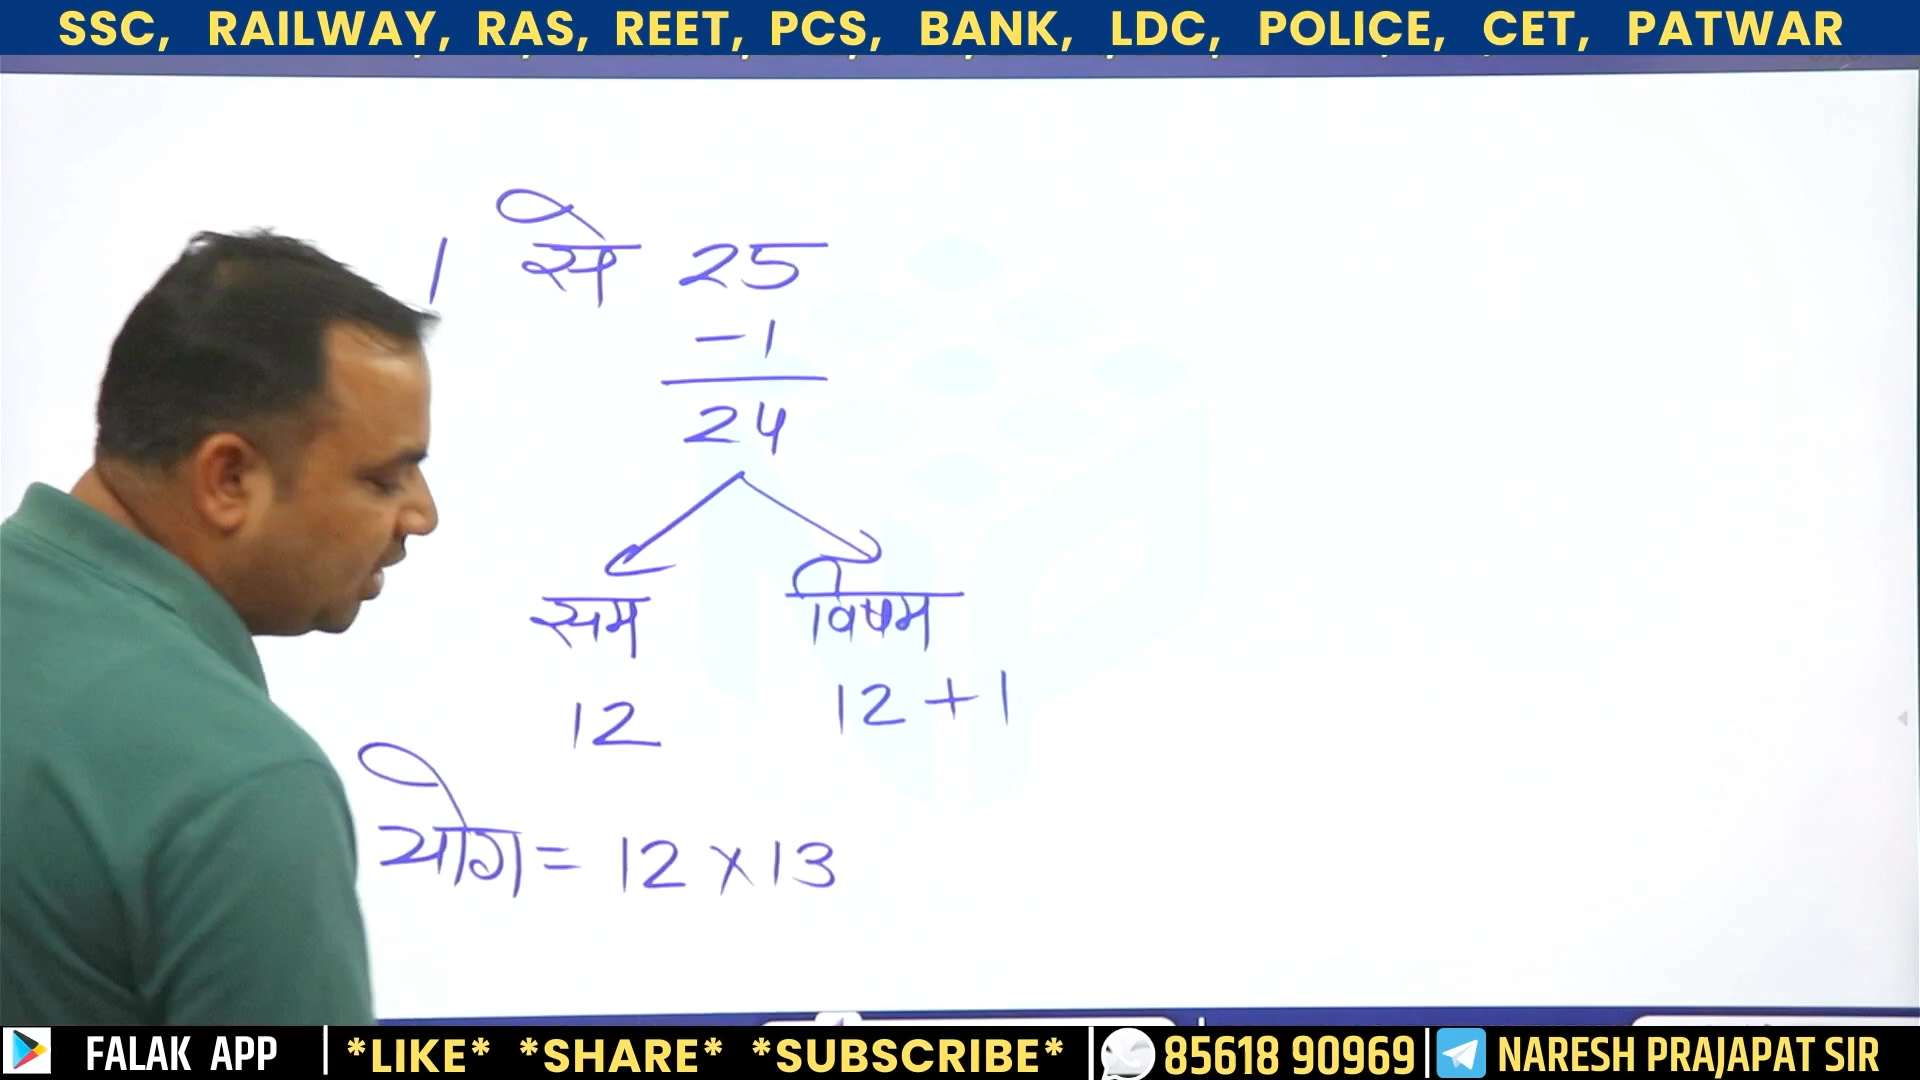 SSC, RAILWAY, RAS, REET, PCS, BANK, LDC, POLICE, CET, PATWAR
1 से 25
-1
24
सम विषम
12 12+1
योग = 12×13
FALAK APP *LIKE* *SHARE* *SUBSCRIBE* 85618 90969 NARESH PRAJAPAT SIR